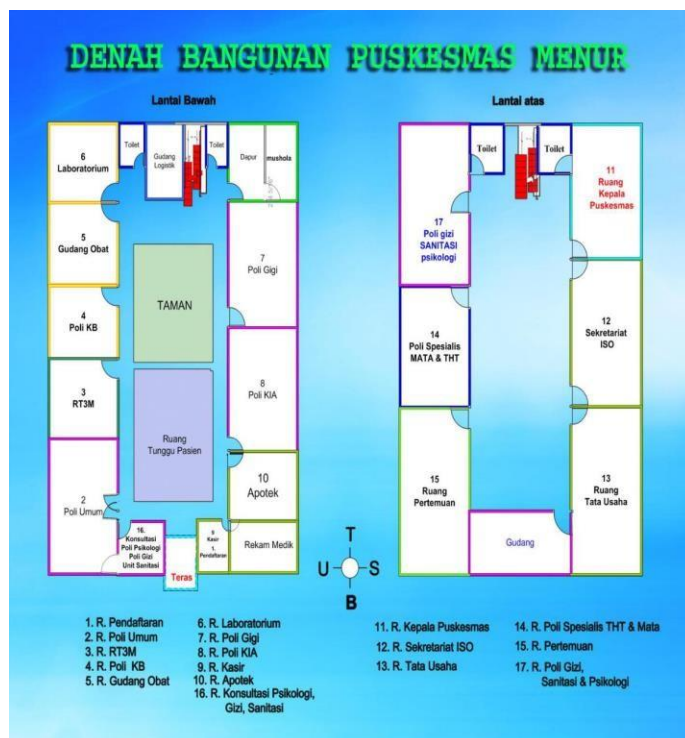 DENAH BANGUNAN PUSKESMAS MENUR
Lantai Bawah
6
Laboratorium
Toilet
Gudang
Logistik
Toilet
Dapur
mushola
5
Gudang Obat
4
Poli KB
3
RT3M
2
Poli Umum
TAMAN
Ruang
Tunggu Pasien
7
Poli Gigi
8
Poli KIA
10
Apotek
16.
Konsultasi
Poli Psikologi
Poli Gizi
Unit Sanitasi
Teras
9
Kasir
1.
Pendaftaran
Rekam Medik
Lantai atas
Toilet
Toilet
17
Poli gizi
SANITASI
psikologi
11
Ruang
Kepala
Puskesmas
14
Poli Spesialis
MATA & THT
12
Sekretariat
ISO
15
Ruang
Pertemuan
13
Ruang
Tata Usaha
Gudang
T
U S
B
1. R. Pendaftaran
2. R. Poli Umum
3. R. RT3M
4. R. Poli KB
5. R. Gudang Obat
6. R. Laboratorium
7. R. Poli Gigi
8. R. Poli KIA
9. R. Kasir
10. R. Apotek
16. R. Konsultasi Psikologi,
Gizi, Sanitasi
11. R. Kepala Puskesmas
12. R. Sekretariat ISO
13. R. Tata Usaha
14. R. Poli Spesialis THT & Mata
15. R. Pertemuan
17. R. Poli Gizi,
Sanitasi & Psikologi